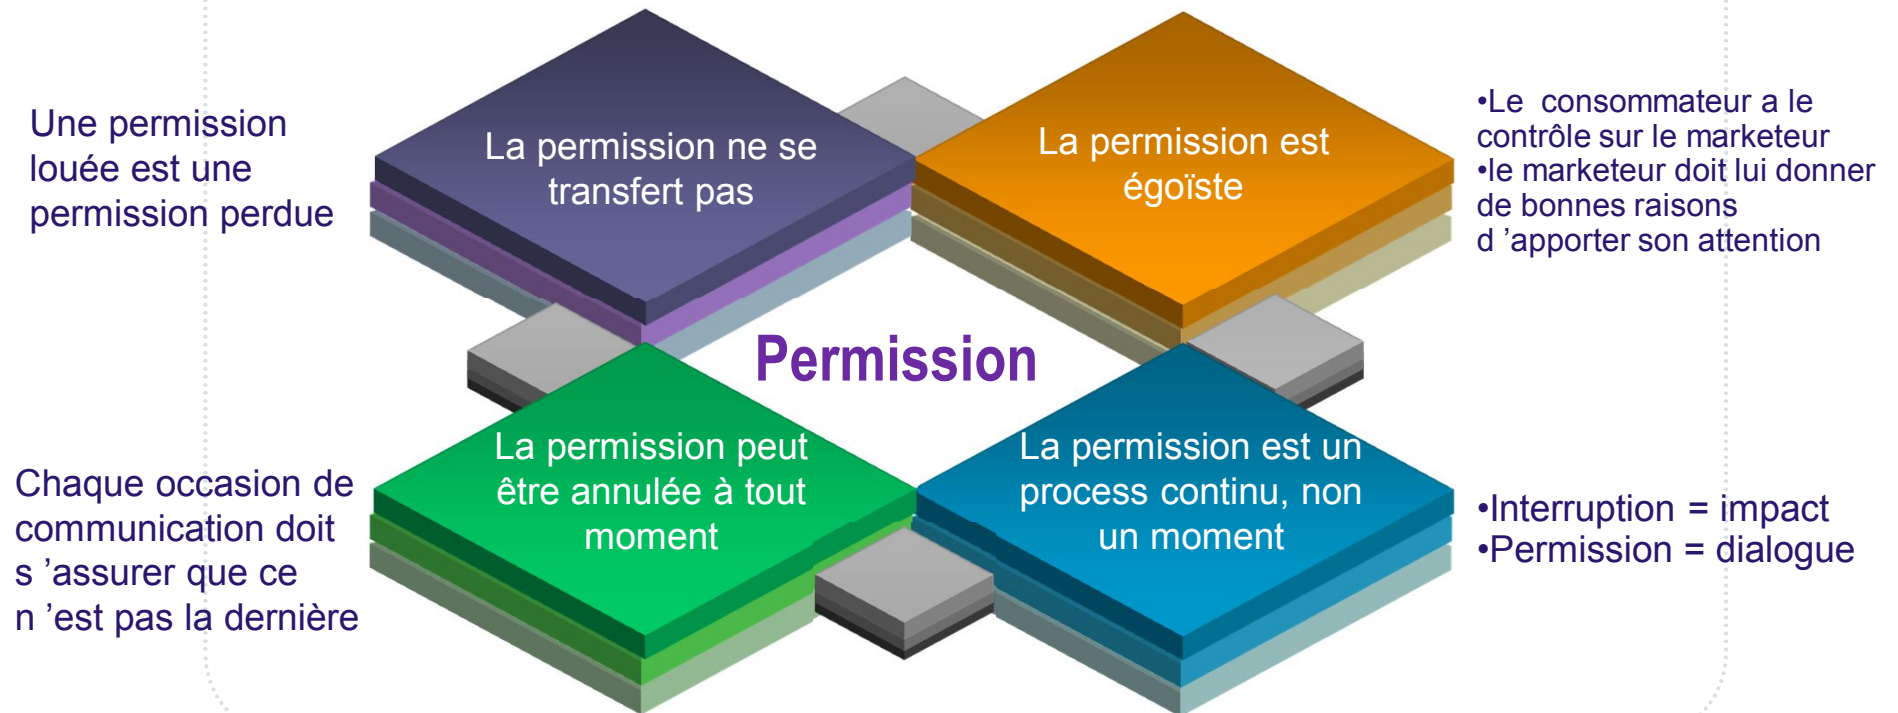 Une permission
louée est une
permission perdue
La permission ne se
transfert pas
La permission est
égoïste
•Le  consommateur a le
contrôle sur le marketeur
•le marketeur doit lui donner
de bonnes raisons
d ’apporter son attention
Permission
Chaque occasion de
communication doit
s ’assurer que ce
n ’est pas la dernière
La permission peut
être annulée à tout
moment
La permission est un
process continu, non
un moment
•Interruption = impact
•Permission = dialogue